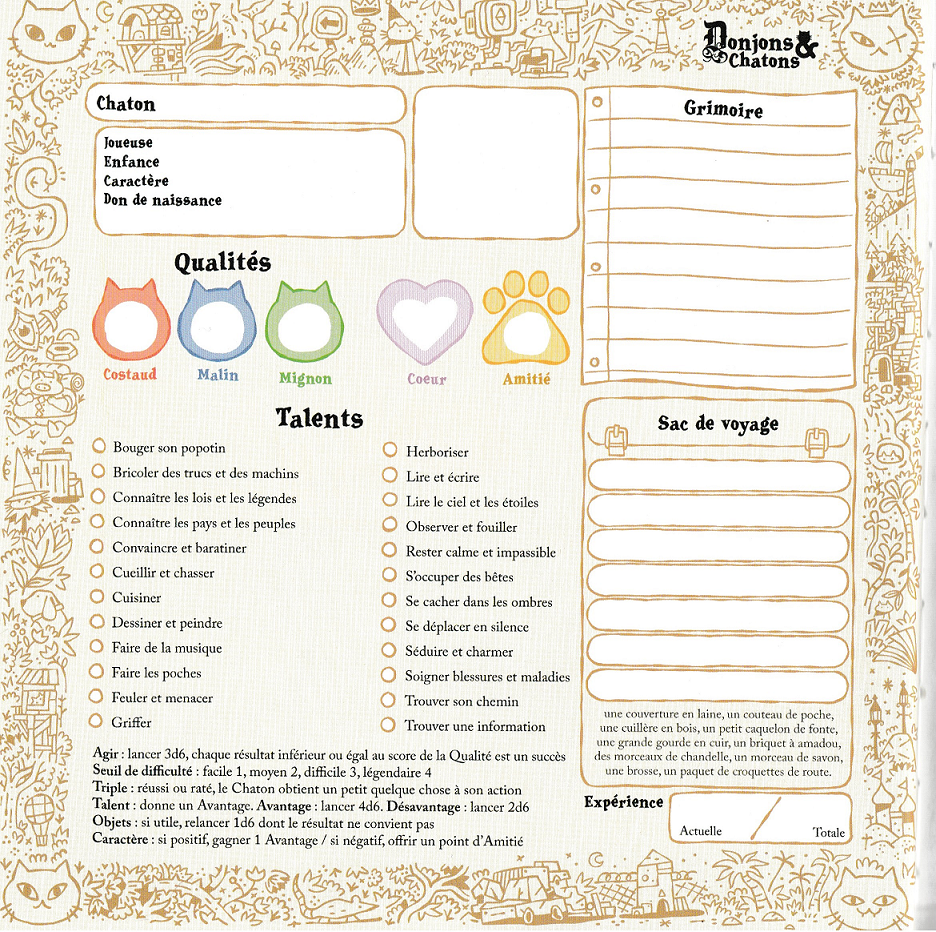 Donjons &
Chatons
Chaton
Joueuse
Enfance
Caractère
Don de naissance
Grimoire
Qualités
Costaud
Malin
Mignon
Coeur
Amitié
Talents
Bouger son popotin
Bricoler des trucs et des machins
Connaître les lois et les légendes
Connaître les pays et les peuples
Convaincre et baratiner
Cueillir et chasser
Cuisiner
Dessiner et peindre
Faire de la musique
Faire les poches
Feuler et menacer
Griffer
Herboriser
Lire et écrire
Lire le ciel et les étoiles
Observer et fouiller
Rester calme et impassible
S'occuper des bêtes
Se cacher dans les ombres
Se déplacer en silence
Séduire et charmer
Soigner blessures et maladies
Trouver son chemin
Trouver une information
Agir : lancer 3d6, chaque résultat inférieur ou égal au score de la Qualité est un succès
Seuil de difficulté : facile 1, moyen 2, difficile 3, légendaire 4
Triple : réussi ou raté, le Chaton obtient un petit quelque chose à son action
Talent : donne un Avantage. Avantage : lancer 4d6. Désavantage : lancer 2d6
Objets : si utile, relancer 1d6 dont le résultat ne convient pas
Caractère : si positif, gagner 1 Avantage / si négatif, offrir un point d'Amitié
Sac de voyage
une couverture en laine, un couteau de poche,
une cuillère en bois, un petit caquelon de fonte,
une grande gourde en cuir, un briquet à amadou,
des morceaux de chandelle, un morceau de savon,
une brosse, un paquet de croquettes de route.
Expérience
Actuelle / Totale